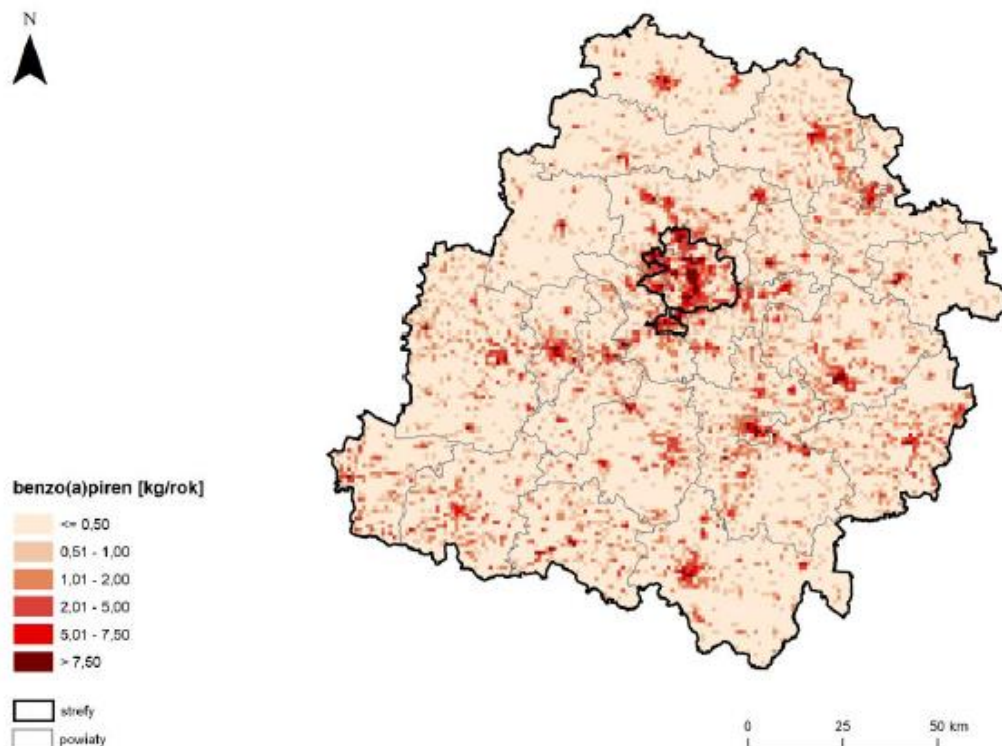 N
benzo(a)piren [kg/rok]
<= 0,50
0,51 - 1,00
1,01 - 2,00
2,01 - 5,00
5,01 - 7,50
> 7,50
strefy
powiaty
0 25 50 km